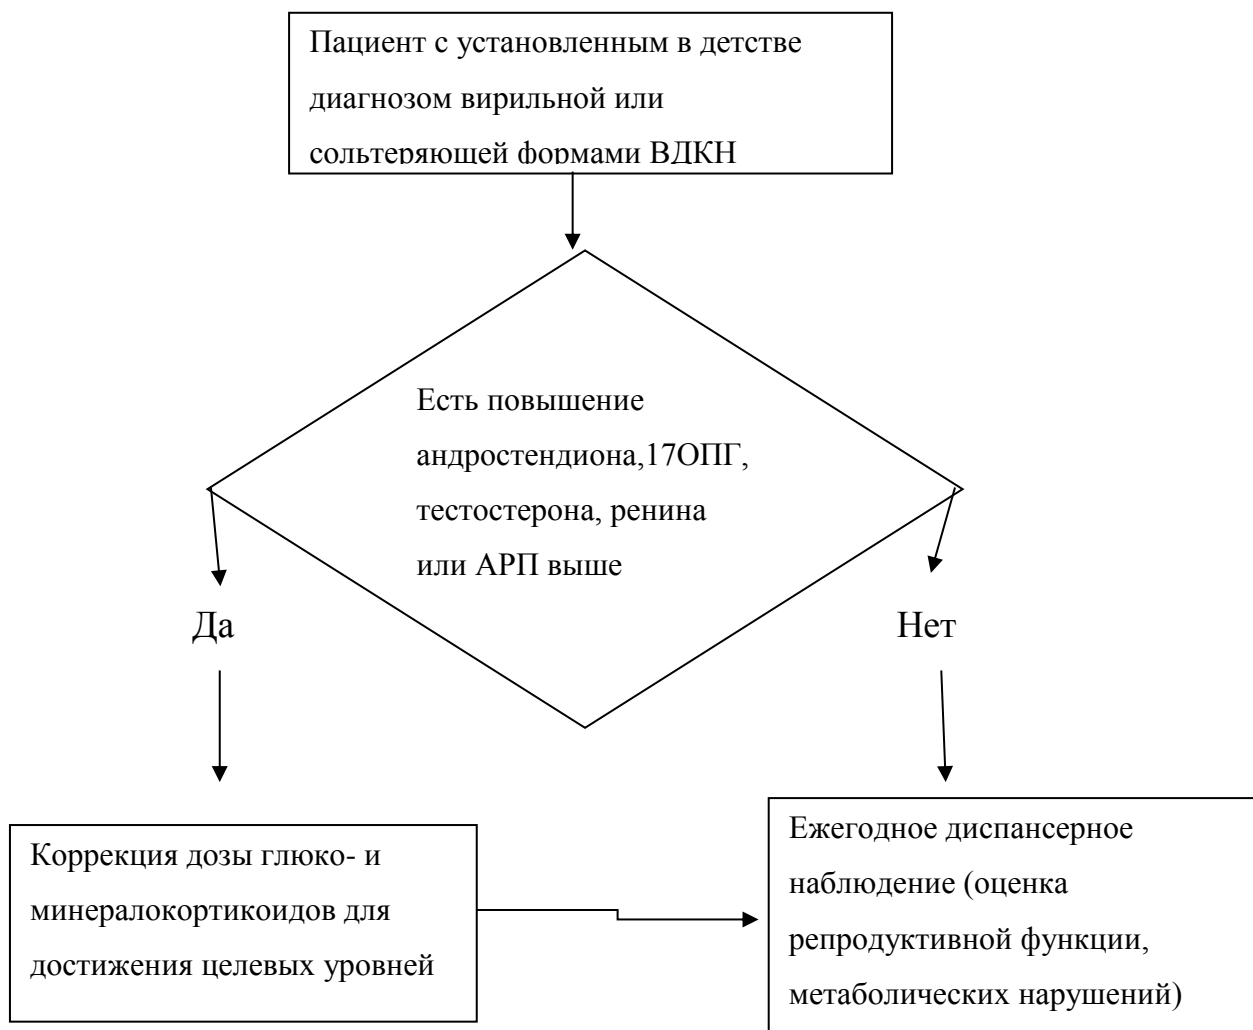 Пациент с установленным в детстве
диагнозом вирильной или
сольтеряющей формами ВДКН
Есть повышение
андростендиона,17ОПГ,
тестостерона, ренина
или АРП выше
Да
Нет
Коррекция дозы глюко- и
минералокортикоидов для
достижения целевых уровней
Ежегодное диспансерное
наблюдение (оценка
репродуктивной функции,
метаболических нарушений)